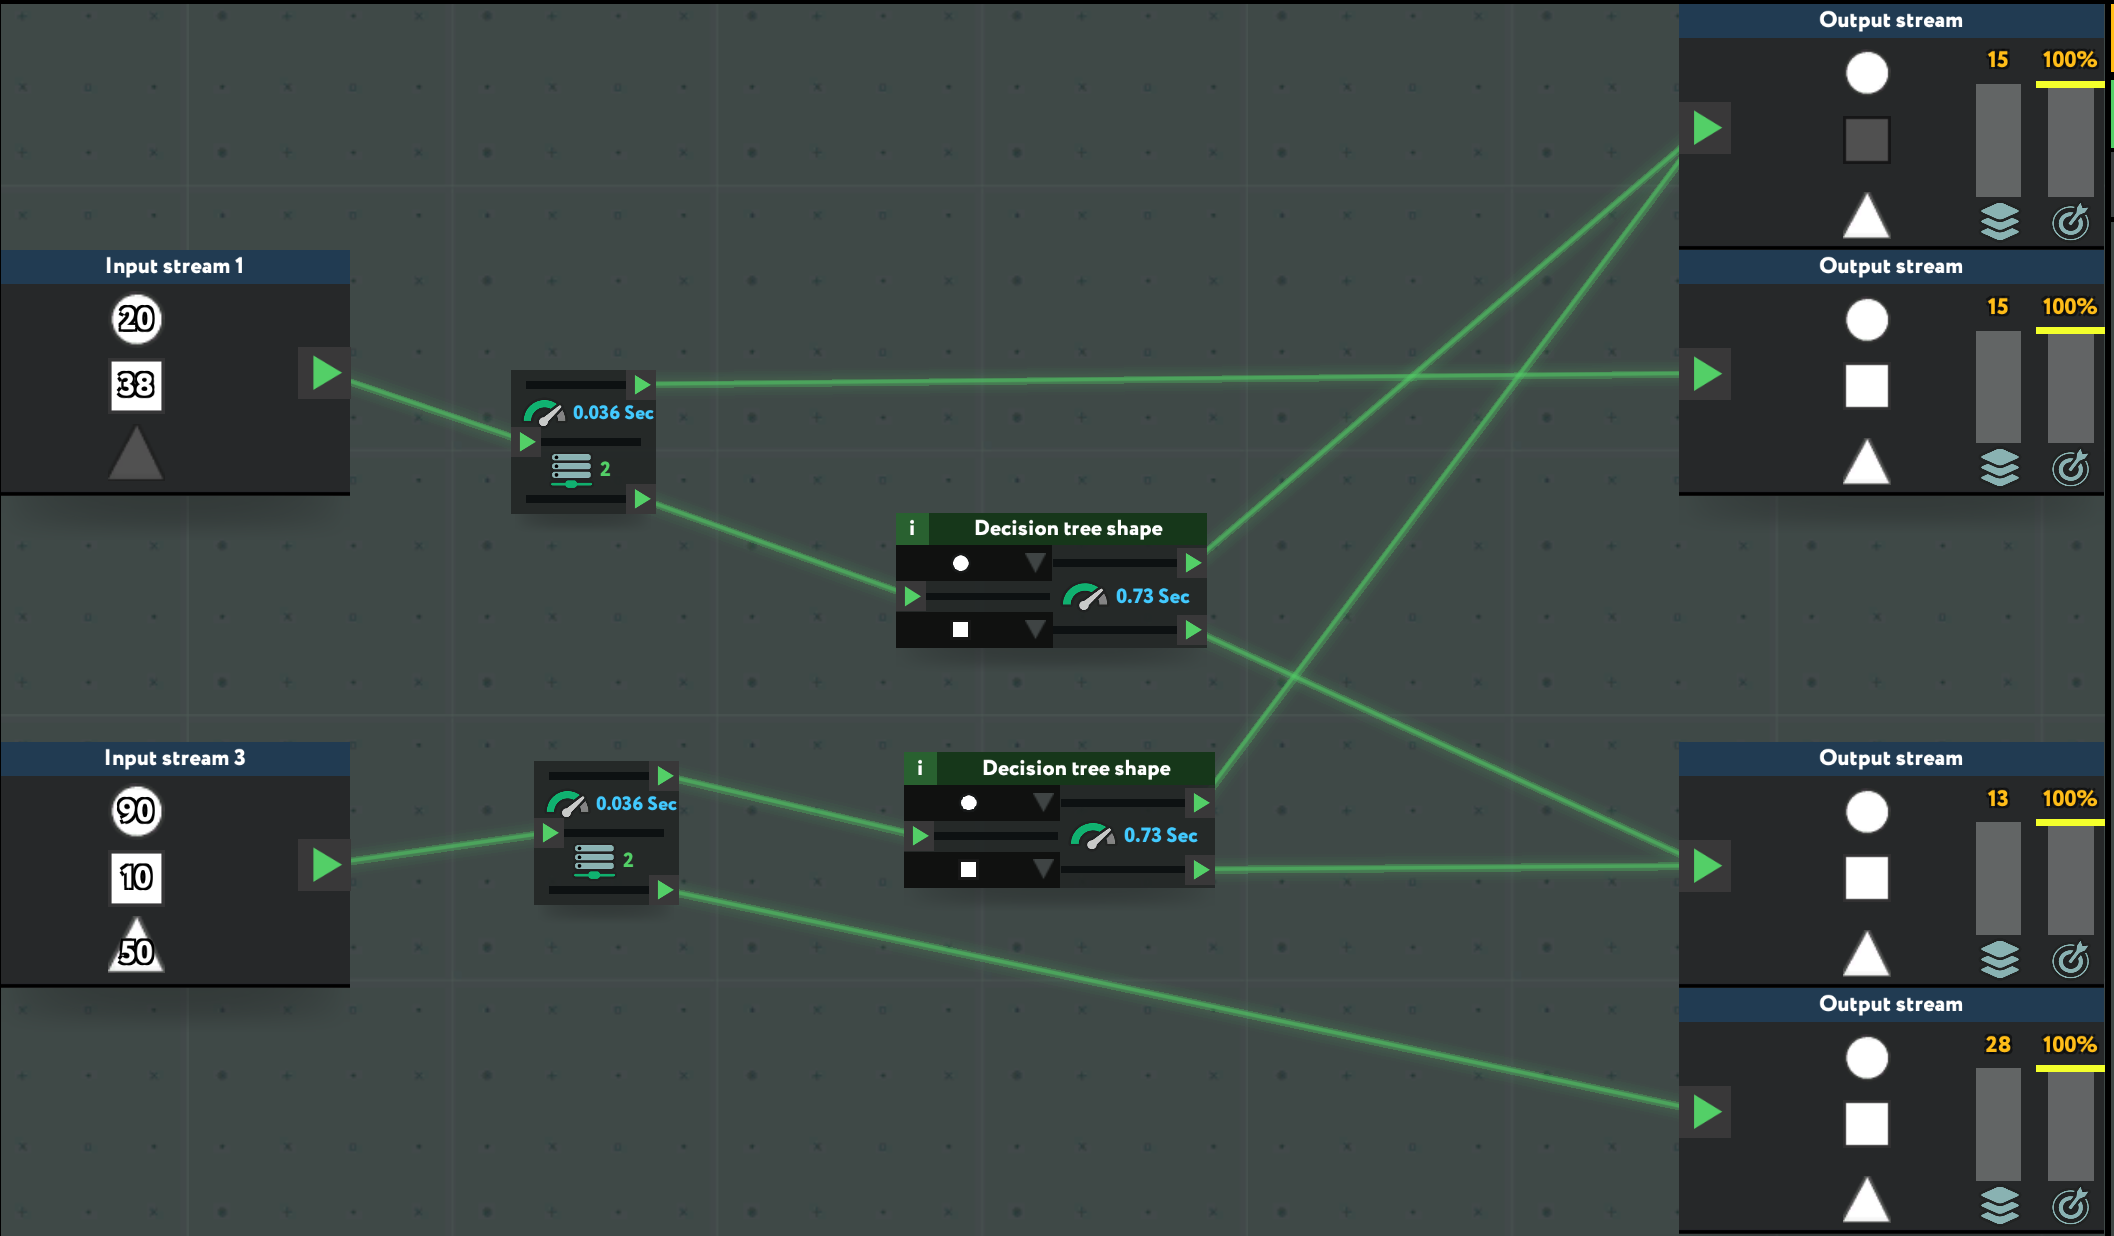 Output stream
15 100%
Input stream 1
20
38
Output stream
15 100%
0.036 Sec
2
i Decision tree shape
0.73 Sec
Input stream 3
90
10
50
0.036 Sec
2
i Decision tree shape
0.73 Sec
Output stream
13 100%
Output stream
28 100%